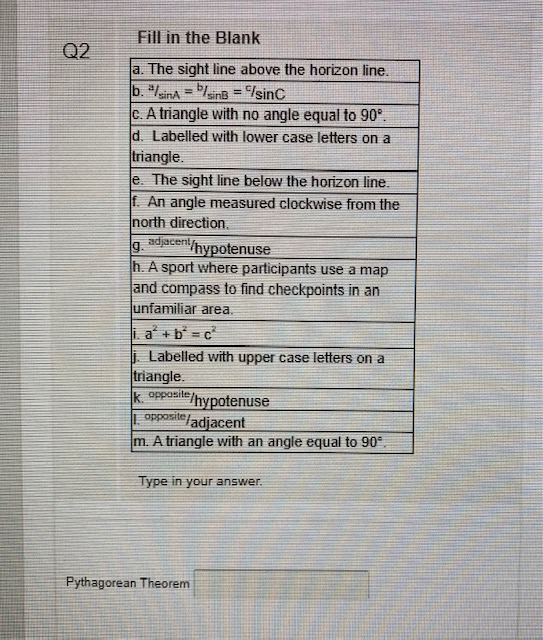 Q2
Fill in the Blank
a. The sight line above the horizon line.
b. a/sinA = b/sinB = c/sinC
c. A triangle with no angle equal to 90°.
d. Labelled with lower case letters on a
triangle.
e. The sight line below the horizon line.
f. An angle measured clockwise from the
north direction.
g. adjacent/hypotenuse
h. A sport where participants use a map
and compass to find checkpoints in an
unfamiliar area.
i. a² + b² = c²
j. Labelled with upper case letters on a
triangle.
k. opposite/hypotenuse
l. opposite/adjacent
m. A triangle with an angle equal to 90°.
Type in your answer.
Pythagorean Theorem